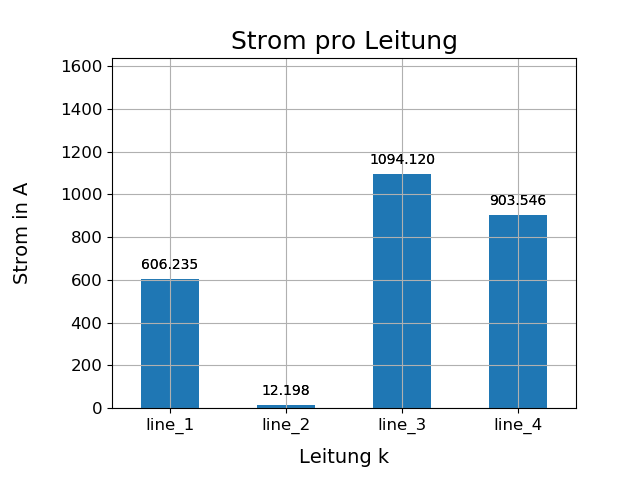 Strom pro Leitung
Strom in A
1600
1400
1200
1000
800
600
400
200
0
606.235
12.198
1094.120
903.546
line_1
line_2
line_3
line_4
Leitung k